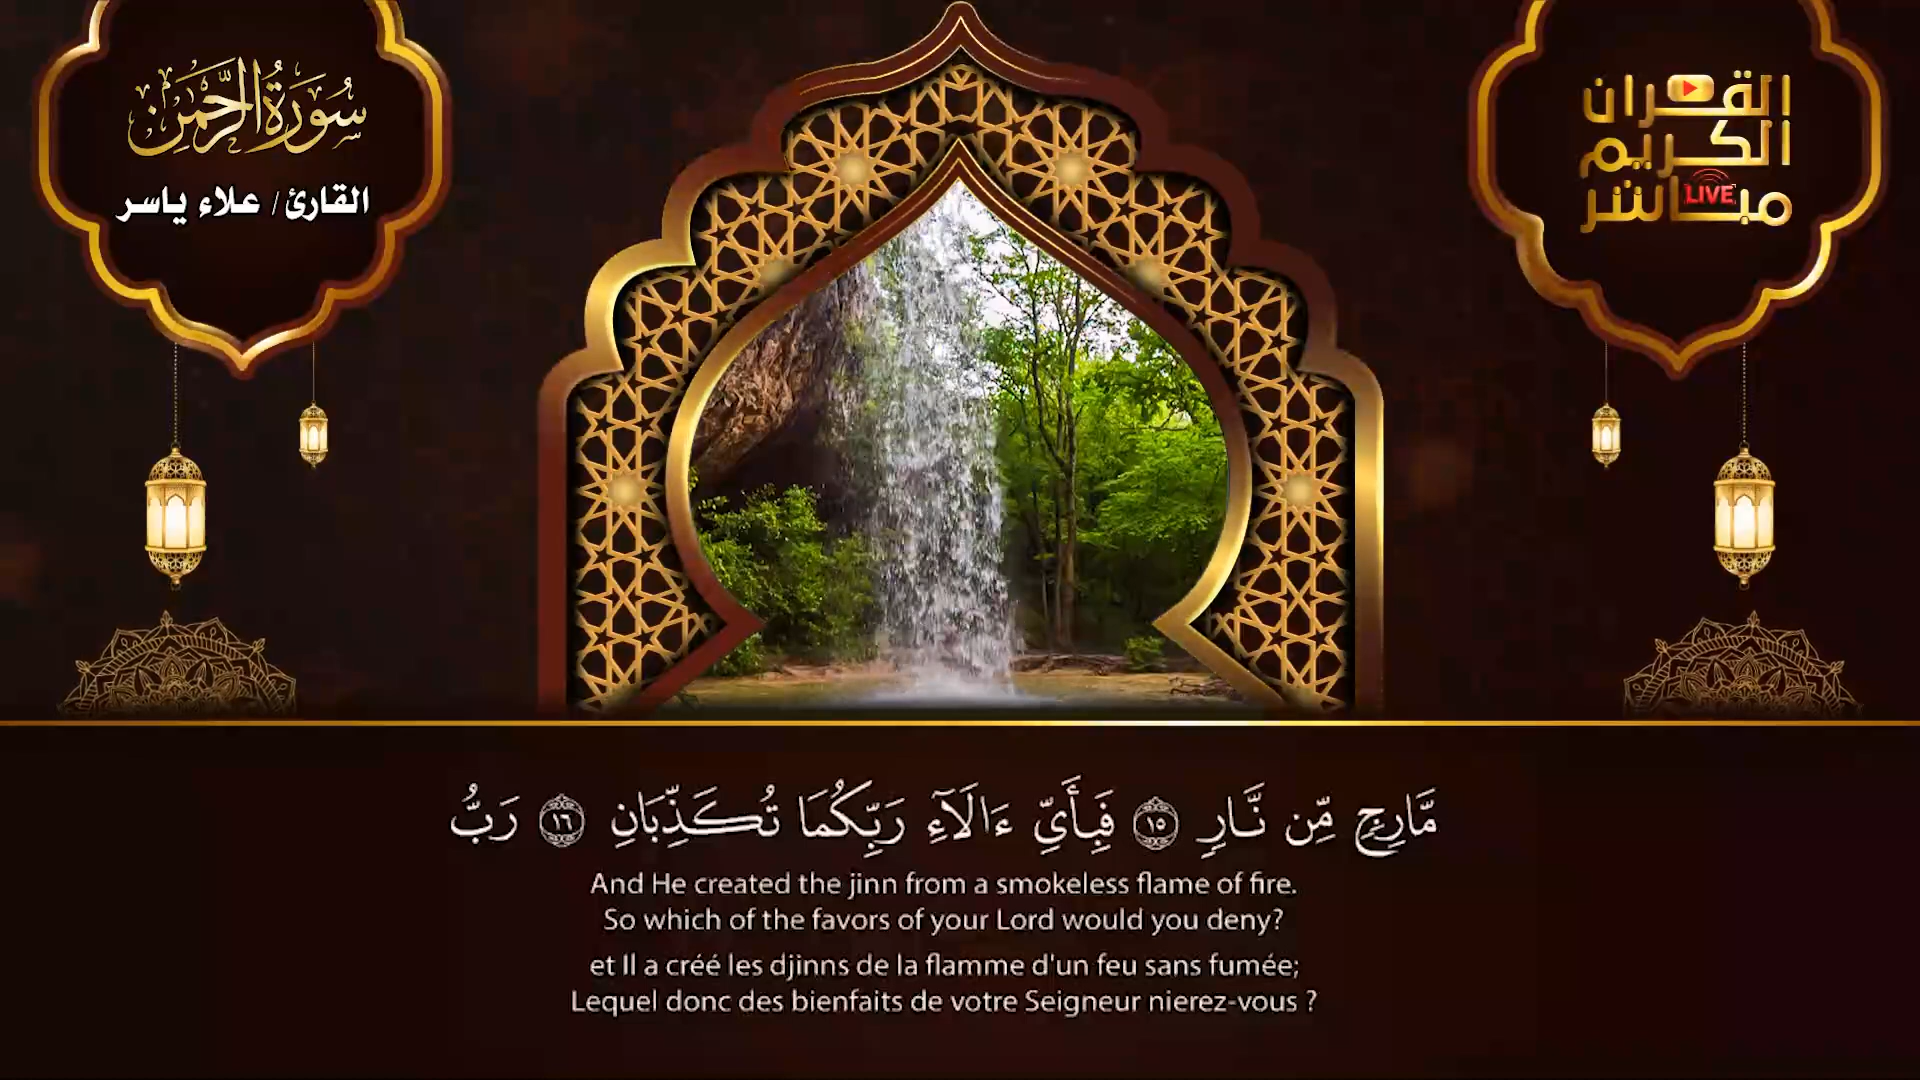 سُورَةُ الرَّحْمَٰن
القارئ / علاء ياسر
القرآن
الكريم
مباشر
LIVE
مَّارِجٍ مِّن نَّارٍ ١٥ فَبِأَيِّ ءَالَآءِ رَبِّكُمَا تُكَذِّبَانِ ١٦ رَبُّ
And He created the jinn from a smokeless flame of fire.
So which of the favors of your Lord would you deny?
et Il a créé les djinns de la flamme d'un feu sans fumée;
Lequel donc des bienfaits de votre Seigneur nierez-vous ?